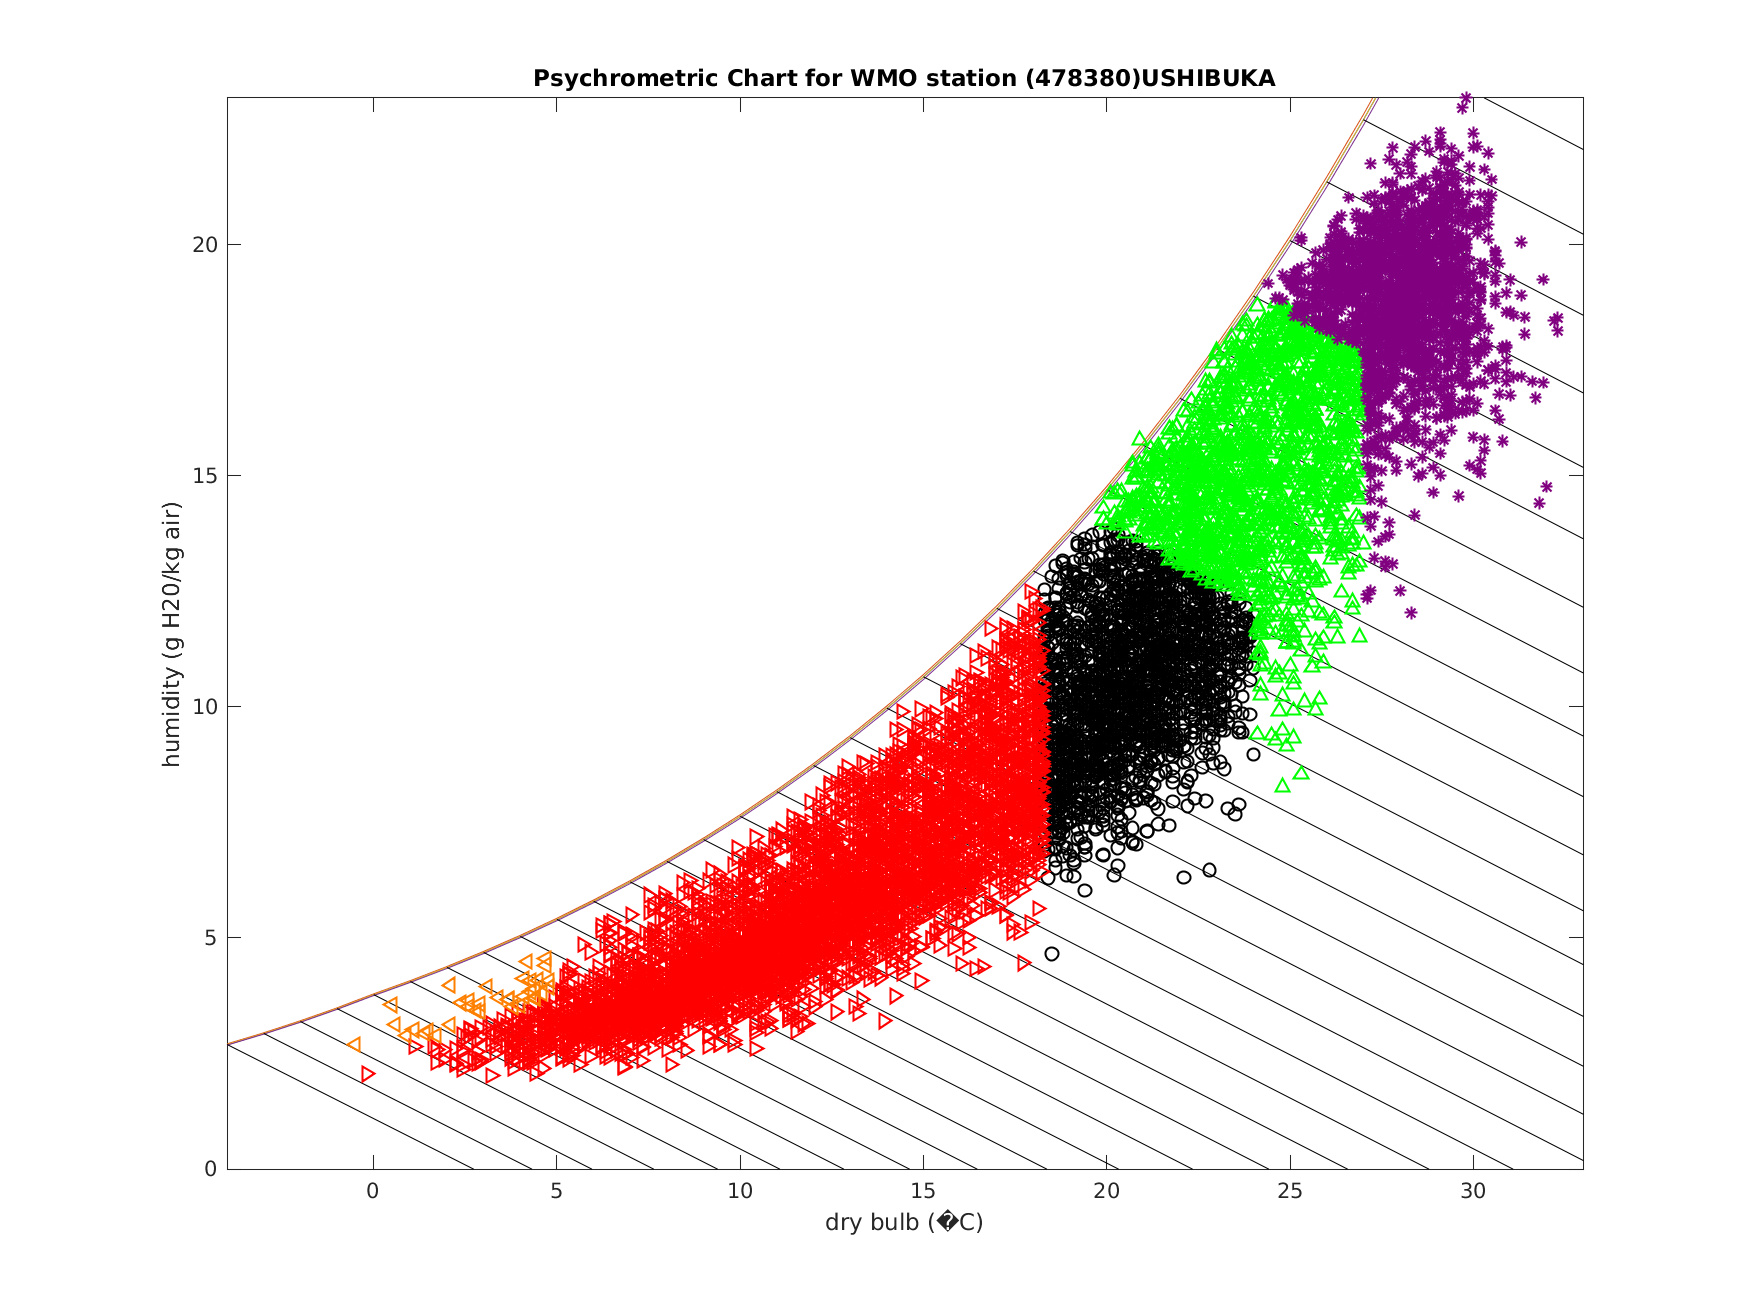 Psychrometric Chart for WMO station (478380)USHIBUKA
humidity (g H20/kg air)
20
15
10
5
0
0 5 10 15 20 25 30
dry bulb (�C)